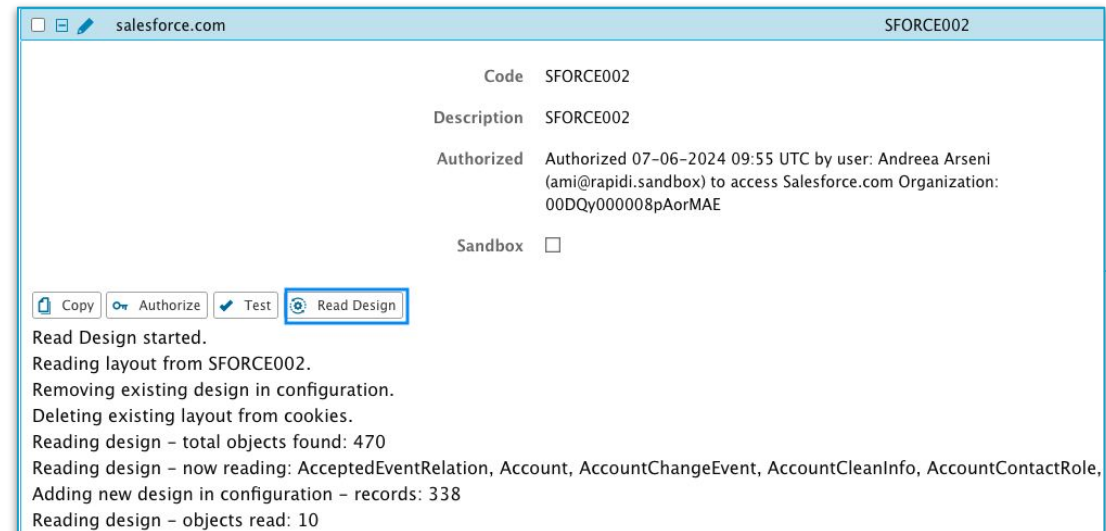 salesforce.com SFORCE002
Code SFORCE002
Description SFORCE002
Authorized Authorized 07-06-2024 09:55 UTC by user: Andreea Arseni
(ami@rapidi.sandbox) to access Salesforce.com Organization:
00DQy000008pAorMAE
Sandbox
Copy Authorize Test Read Design
Read Design started.
Reading layout from SFORCE002.
Removing existing design in configuration.
Deleting existing layout from cookies.
Reading design – total objects found: 470
Reading design – now reading: AcceptedEventRelation, Account, AccountChangeEvent, AccountCleanInfo, AccountContactRole,
Adding new design in configuration – records: 338
Reading design – objects read: 10